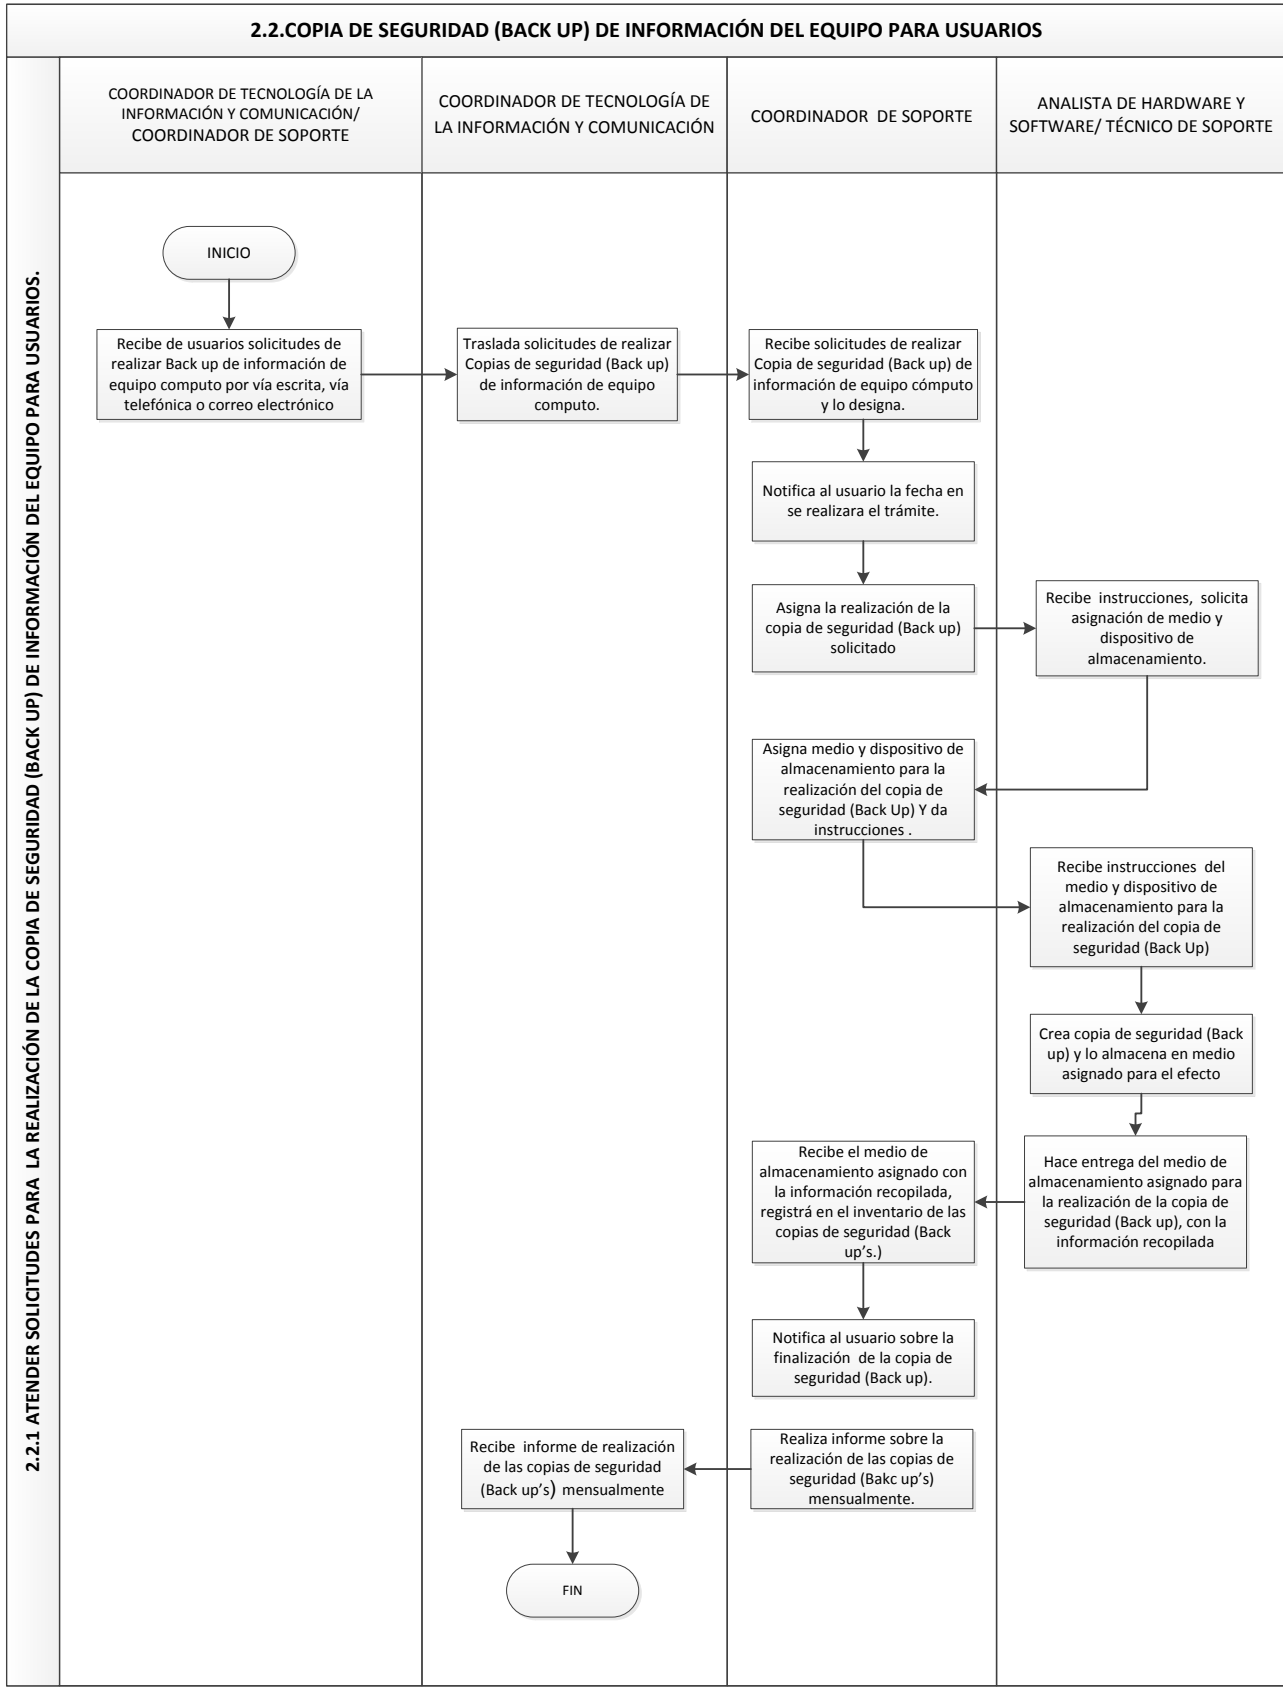 2.2.COPIA DE SEGURIDAD (BACK UP) DE INFORMACIÓN DEL EQUIPO PARA USUARIOS
2.2.1 ATENDER SOLICITUDES PARA  LA REALIZACIÓN DE LA COPIA DE SEGURIDAD (BACK UP) DE INFORMACIÓN DEL EQUIPO PARA USUARIOS.
COORDINADOR DE TECNOLOGÍA DE LA
INFORMACIÓN Y COMUNICACIÓN/
COORDINADOR DE SOPORTE
COORDINADOR DE TECNOLOGÍA DE
LA INFORMACIÓN Y COMUNICACIÓN
COORDINADOR  DE SOPORTE
ANALISTA DE HARDWARE Y
SOFTWARE/ TÉCNICO DE SOPORTE
INICIO
Recibe de usuarios solicitudes de
realizar Back up de información de
equipo computo por vía escrita, vía
telefónica o correo electrónico
Traslada solicitudes de realizar
Copias de seguridad (Back up)
de información de equipo
computo.
Recibe solicitudes de realizar
Copia de seguridad (Back up) de
información de equipo cómputo
y lo designa.
Notifica al usuario la fecha en
se realizara el trámite.
Asigna la realización de la
copia de seguridad (Back up)
solicitado
Recibe  instrucciones, solicita
asignación de medio y
dispositivo de
almacenamiento.
Asigna medio y dispositivo de
almacenamiento para la
realización del copia de
seguridad (Back Up) Y da
instrucciones .
Recibe instrucciones  del
medio y dispositivo de
almacenamiento para la
realización del copia de
seguridad (Back Up)
Crea copia de seguridad (Back
up) y lo almacena en medio
asignado para el efecto
Hace entrega del medio de
almacenamiento asignado para
la realización de la copia de
seguridad (Back up), con la
información recopilada
Recibe el medio de
almacenamiento asignado con
la información recopilada,
registrá en el inventario de las
copias de seguridad (Back
up's.)
Notifica al usuario sobre la
finalización  de la copia de
seguridad (Back up).
Realiza informe sobre la
realización de las copias de
seguridad (Bakc up's)
mensualmente.
Recibe  informe de realización
de las copias de seguridad
(Back up's) mensualmente
FIN